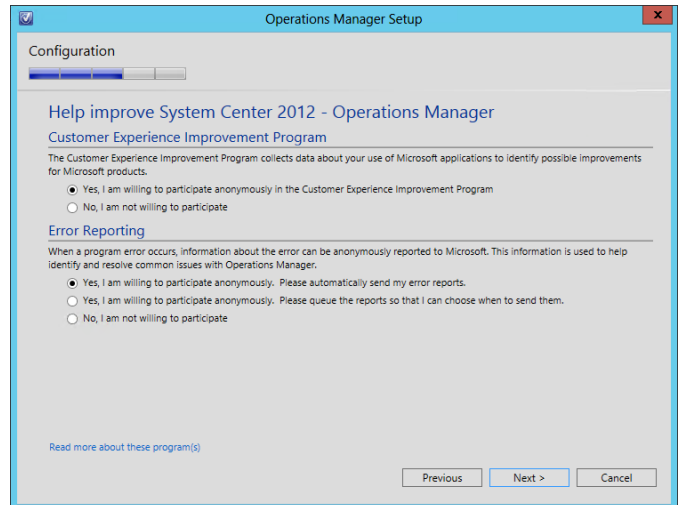 Operations Manager Setup
x
Configuration
Help improve System Center 2012 - Operations Manager
Customer Experience Improvement Program
The Customer Experience Improvement Program collects data about your use of Microsoft applications to identify possible improvements
for Microsoft products.
Yes, I am willing to participate anonymously in the Customer Experience Improvement Program
No, I am not willing to participate
Error Reporting
When a program error occurs, information about the error can be anonymously reported to Microsoft. This information is used to help
identify and resolve common issues with Operations Manager.
Yes, I am willing to participate anonymously.  Please automatically send my error reports.
Yes, I am willing to participate anonymously.  Please queue the reports so that I can choose when to send them.
No, I am not willing to participate
Read more about these program(s)
Previous Next > Cancel